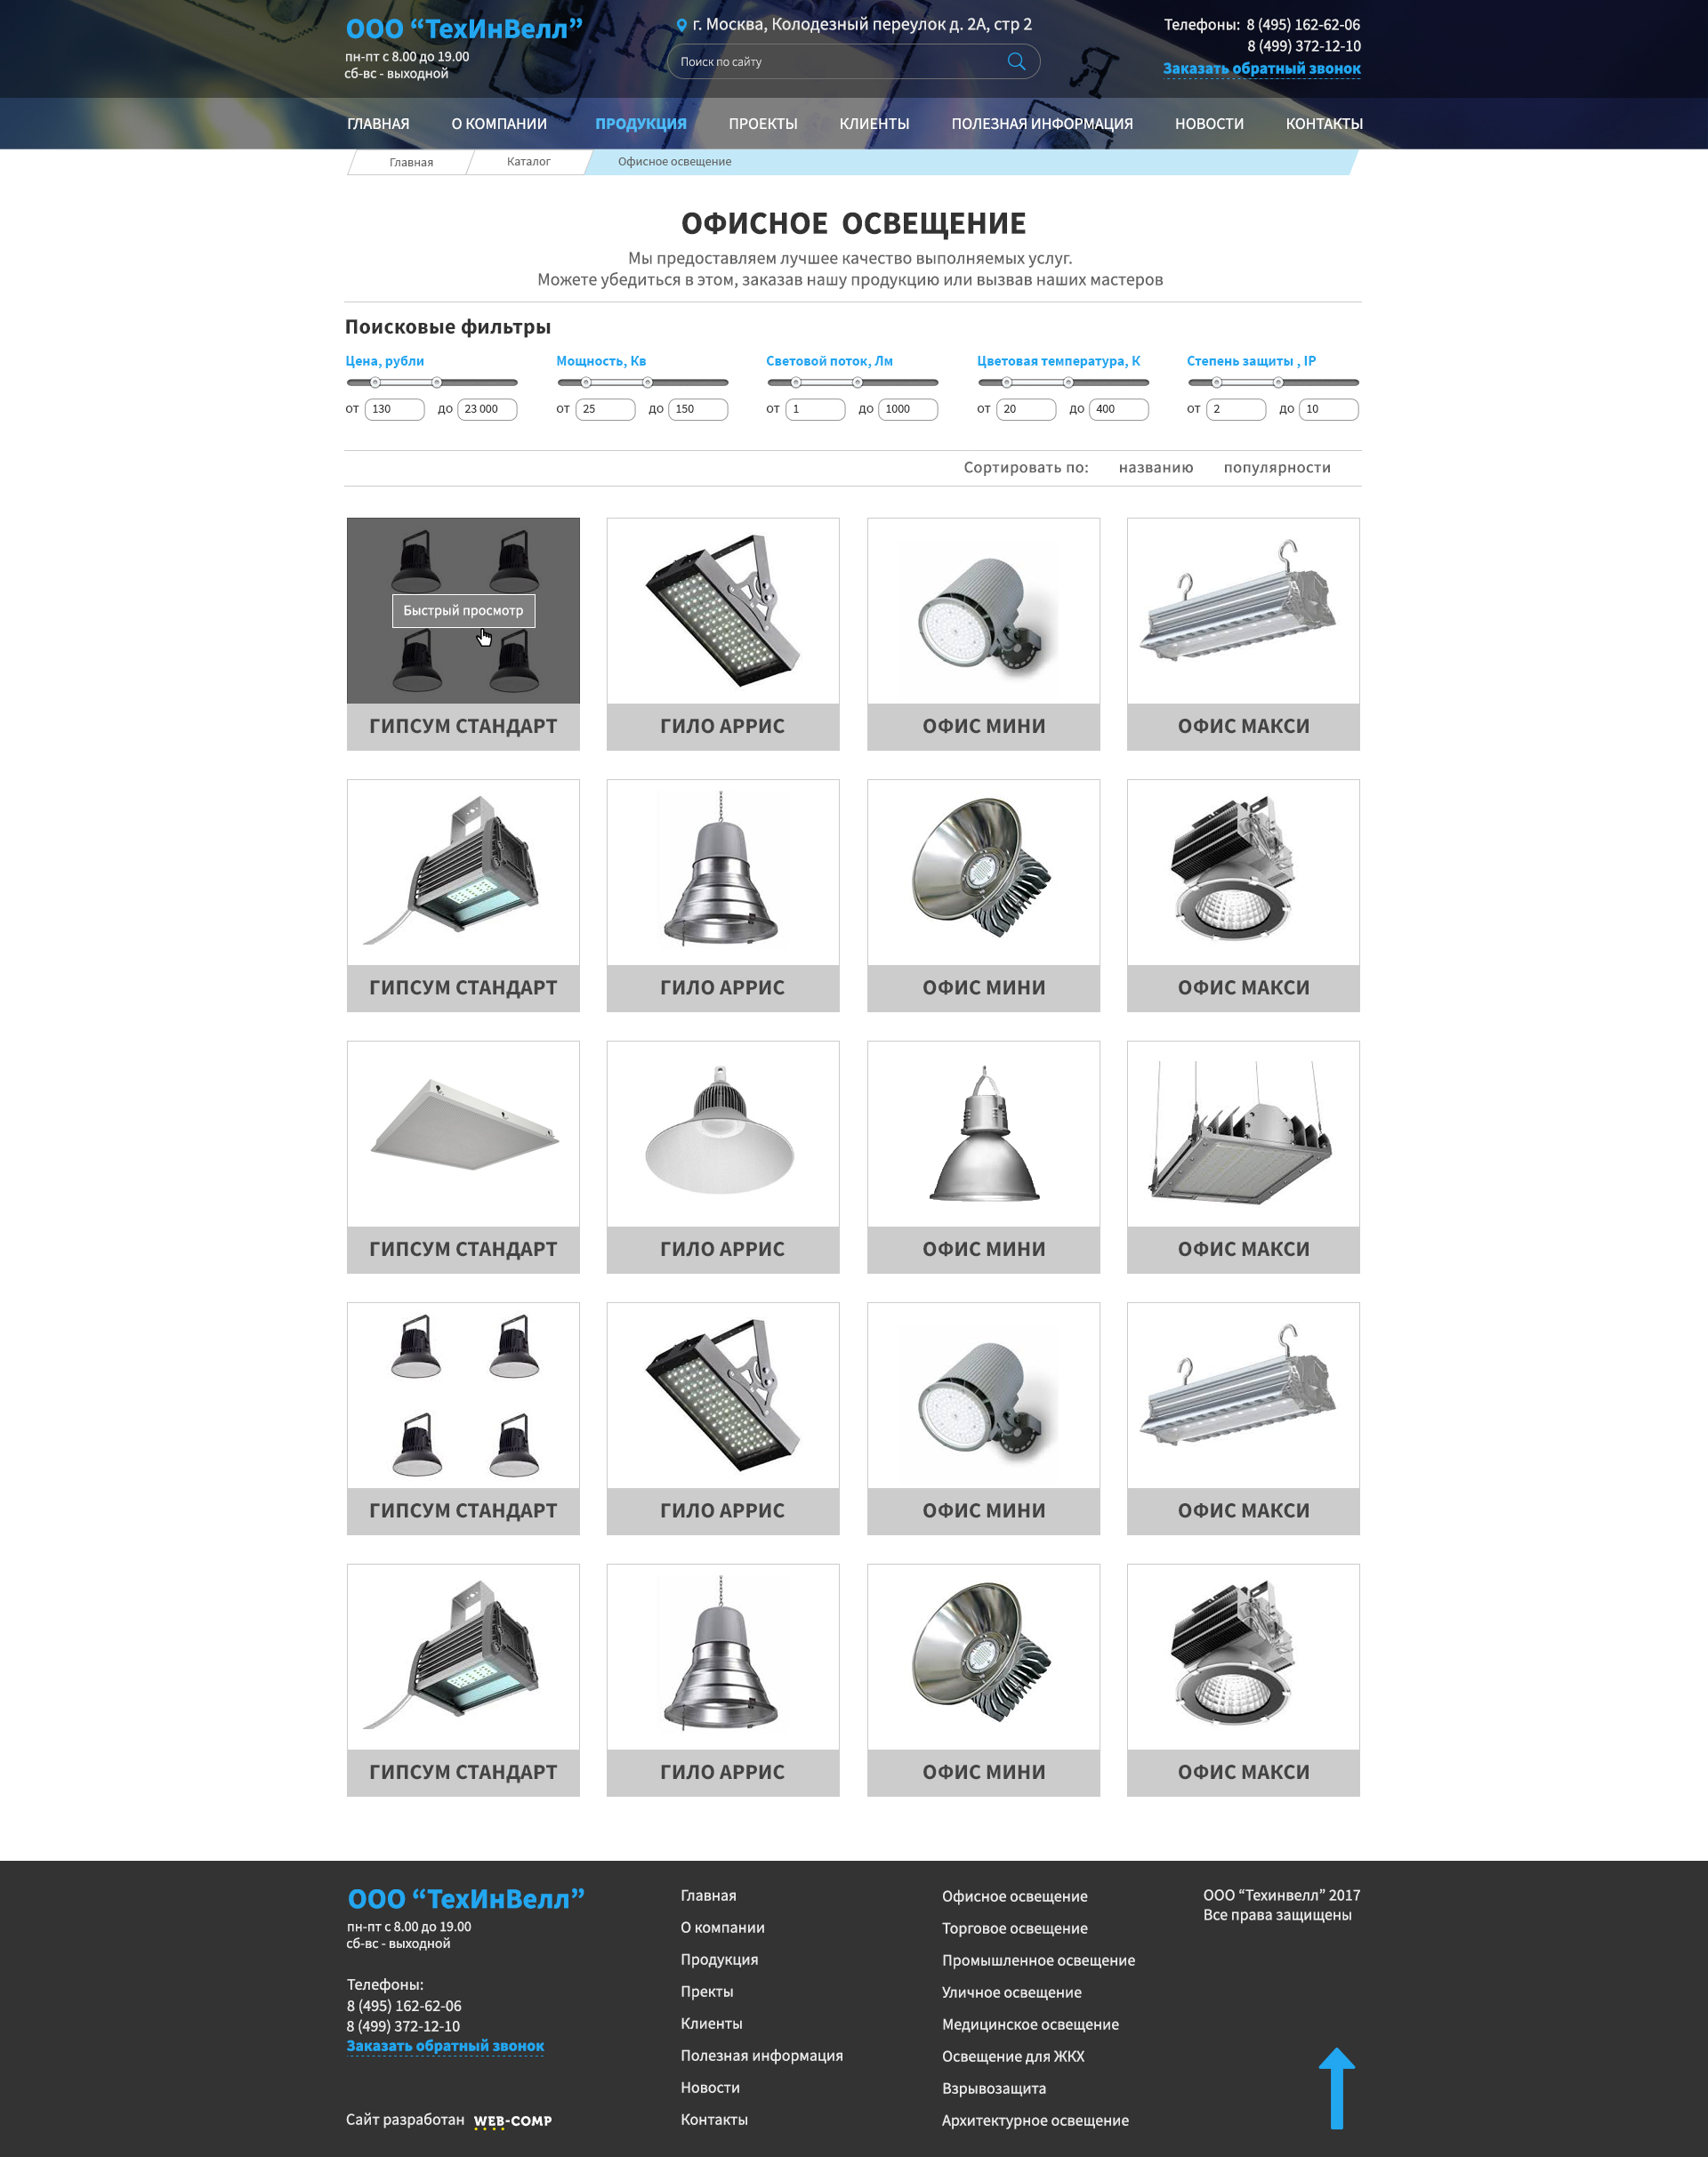 ООО “ТехИнВелл”
пн-пт с 8.00 до 19.00
сб-вс - выходной
г. Москва, Колодезный переулок д. 2А, стр 2
Поиск по сайту
Телефоны: 8 (495) 162-62-06
8 (499) 372-12-10
Заказать обратный звонок
Я
ГЛАВНАЯ О КОМПАНИИ ПРОДУКЦИЯ ПРОЕКТЫ КЛИЕНТЫ ПОЛЕЗНАЯ ИНФОРМАЦИЯ НОВОСТИ КОНТАКТЫ
Главная Каталог Офисное освещение
ОФИСНОЕ ОСВЕЩЕНИЕ
Мы предоставляем лучшее качество выполняемых услуг.
Можете убедиться в этом, заказав нашу продукцию или вызвав наших мастеров
Поисковые фильтры
Цена, рубли Мощность, Кв Световой поток, Лм Цветовая температура, К Степень защиты , IP
от 130 до 23 000 от 25 до 150 от 1 до 1000 от 20 до 400 от 2 до 10
Сортировать по: названию популярности
Быстрый просмотр
ГИПСУМ СТАНДАРТ ГИЛО АРРИС ОФИС МИНИ ОФИС МАКСИ
ГИПСУМ СТАНДАРТ ГИЛО АРРИС ОФИС МИНИ ОФИС МАКСИ
ГИПСУМ СТАНДАРТ ГИЛО АРРИС ОФИС МИНИ ОФИС МАКСИ
ГИПСУМ СТАНДАРТ ГИЛО АРРИС ОФИС МИНИ ОФИС МАКСИ
ГИПСУМ СТАНДАРТ ГИЛО АРРИС ОФИС МИНИ ОФИС МАКСИ
ООО “ТехИнВелл”
пн-пт с 8.00 до 19.00
сб-вс - выходной
Телефоны:
8 (495) 162-62-06
8 (499) 372-12-10
Заказать обратный звонок
Сайт разработан WEB-COMP
Главная
О компании
Продукция
Пректы
Клиенты
Полезная информация
Новости
Контакты
Офисное освещение
Торговое освещение
Промышленное освещение
Уличное освещение
Медицинское освещение
Освещение для ЖКХ
Взрывозащита
Архитектурное освещение
ООО “Техинвелл” 2017
Все права защищены